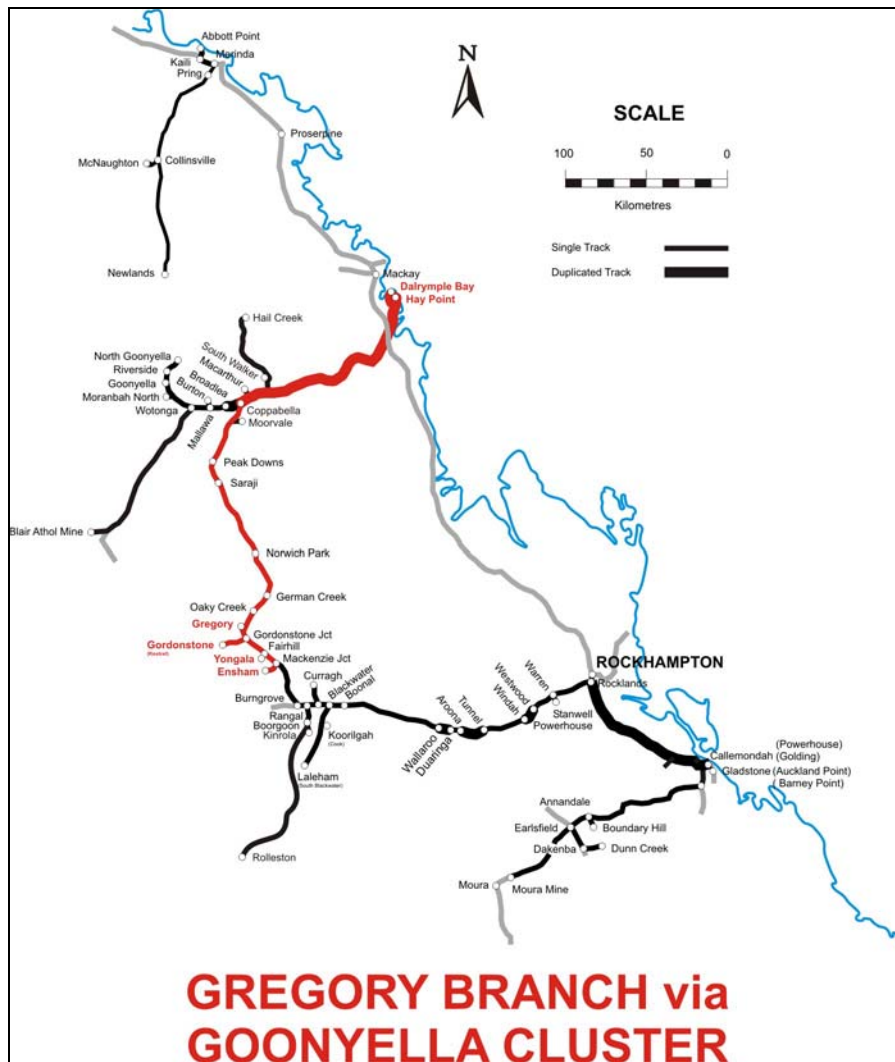 Abbott Point
Kaili
Merinda
Pring
N
SCALE
100 50 0
Kilometres
Proserpine
McNaughton
Collinsville
Single Track
Duplicated Track
Newlands
Mackay
Dalrymple Bay
Hay Point
Hail Creek
North Goonyella
Riverside
Goonyella
Moranbah North
Wotonga
South Walker
Macarthur
Broadlea
Burton
Mallawa
Coppabella
Moorvale
Peak Downs
Saraji
Blair Athol Mine
Norwich Park
German Creek
Oaky Creek
Gregory
Gordonstone Jct
Gordonstone
Fairhill
Yongala
Mackenzie Jct
Ensham
Curragh
ROCKHAMPTON
Rocklands
Burngrove
Blackwater
Boonal
Rangal
Boorgoon
Kinrola
Koorilgah
(Cook)
Laleham
(South Blackwater)
Rolleston
Wallaroo
Duaringa
Aroona
Tunnel
Windah
Westwood
Warren
Stanwell
Powerhouse
Callemondah (Powerhouse)
(Golding)
Gladstone (Auckland Point)
( Barney Point)
Annandale
Earlsfield
Boundary Hill
Dakenba
Dunn Creek
Moura
Moura Mine
GREGORY BRANCH via
GOONYELLA CLUSTER